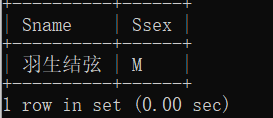 +----------+------+
| Sname | Ssex |
+----------+------+
| 羽生结弦 | M |
+----------+------+
1 row in set (0.00 sec)